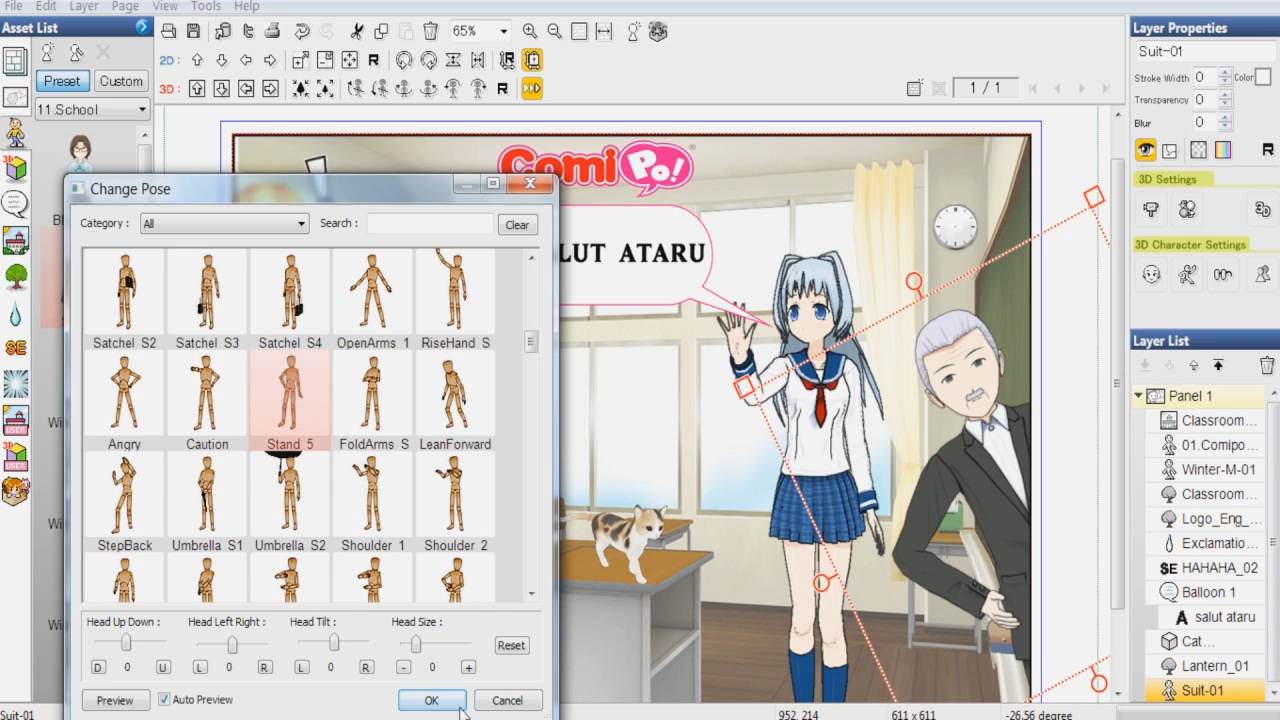 File Edit Layer Page View Tools Help
Asset List
Preset Custom
11 School
65%
2D:
3D:
R
R
1 / 1
Layer Properties
Suit-01
Stroke Width 0 Color
Transparency 0
Blur 0
R
3D Settings
3D Character Settings
Layer List
Panel 1
Classroom...
01.Comipo...
Winter-M-01
Classroom...
Logo_Eng_...
Exclamatio...
SE HAHAHA_02
Balloon 1
A salut ataru
Cat...
Lantern_01
Suit-01
3D
SE
USER
3D
USER
ComiPo!
LUT ATARU
Change Pose
Category : All Search : Clear
Satchel S2 Satchel S3 Satchel S4 OpenArms 1 RiseHand S
Angry Caution Stand 5 FoldArms S LeanForward
StepBack Umbrella S1 Umbrella S2 Shoulder 1 Shoulder 2
Head Up Down : Head Left Right : Head Tilt : Head Size :
D 0 U L 0 R L 0 R - 0 + Reset
Preview Auto Preview OK Cancel
Suit-01 952, 214 611 x 611 -26.56 degree